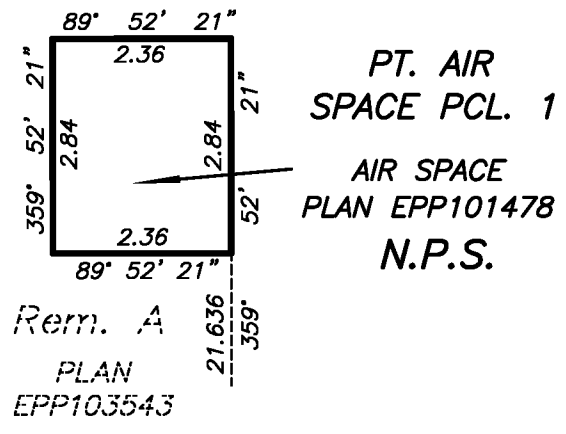 89° 52' 21"
2.36
359° 52' 21"
2.84
2.84
359° 52' 21"
2.36
89° 52' 21"
21.636
PT. AIR
SPACE PCL. 1
AIR SPACE
PLAN EPP101478
N.P.S.
Rem. A
PLAN
EPP103543